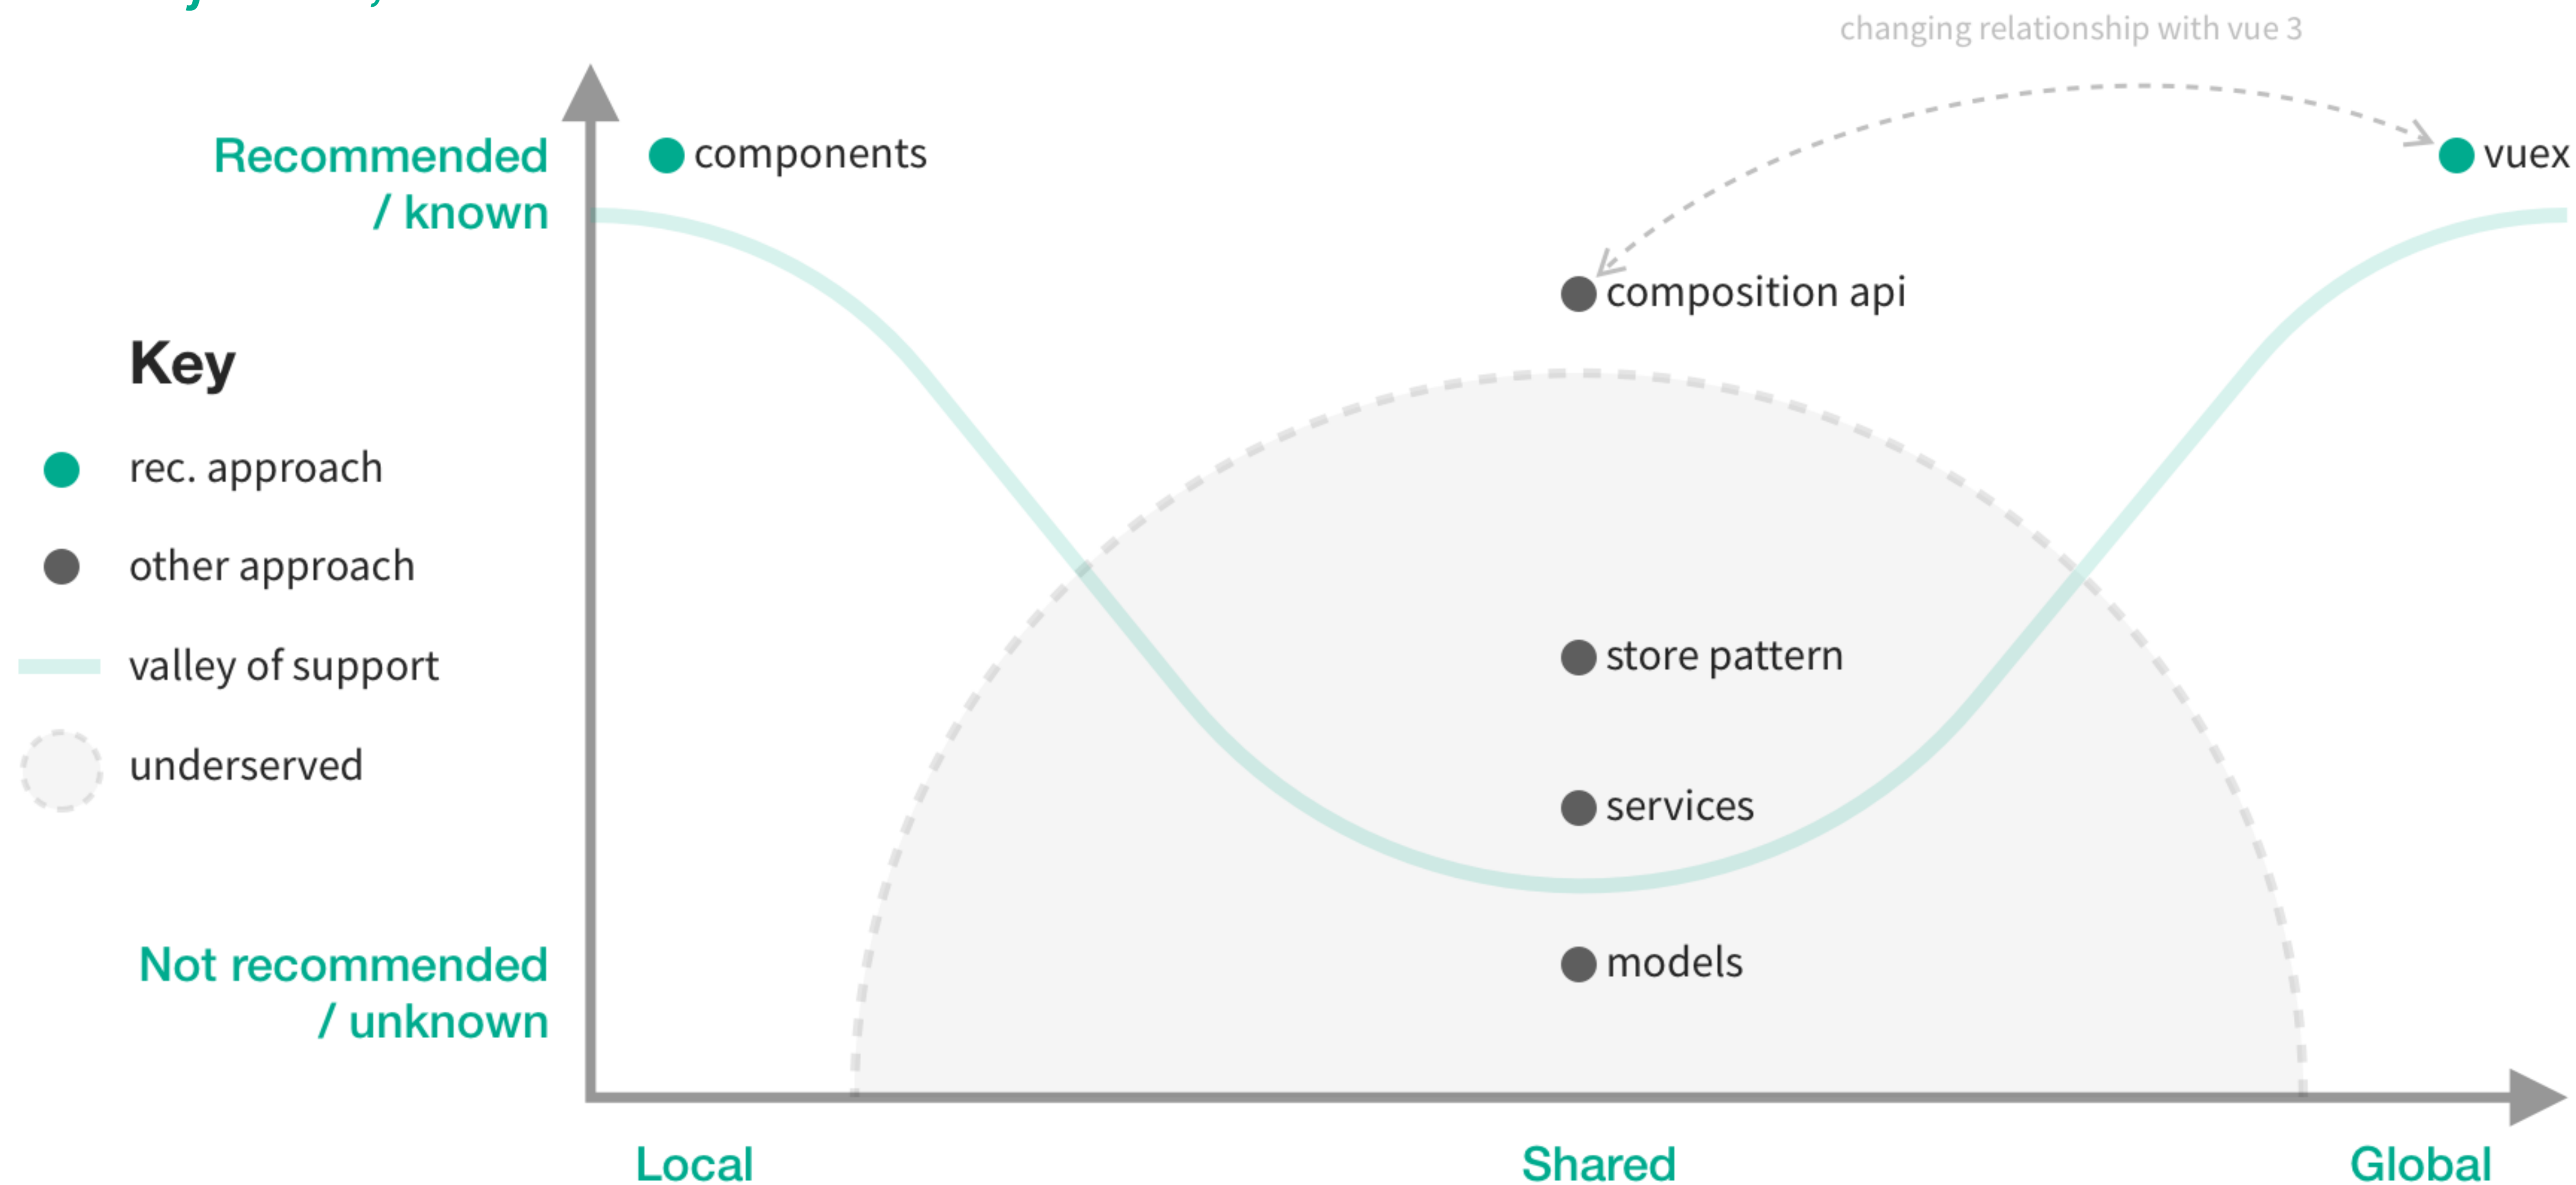 changing relationship with vue 3
Recommended
/ known
components
vuex
composition api
Key
rec. approach
other approach
valley of support
underserved
store pattern
services
models
Not recommended
/ unknown
Local
Shared
Global